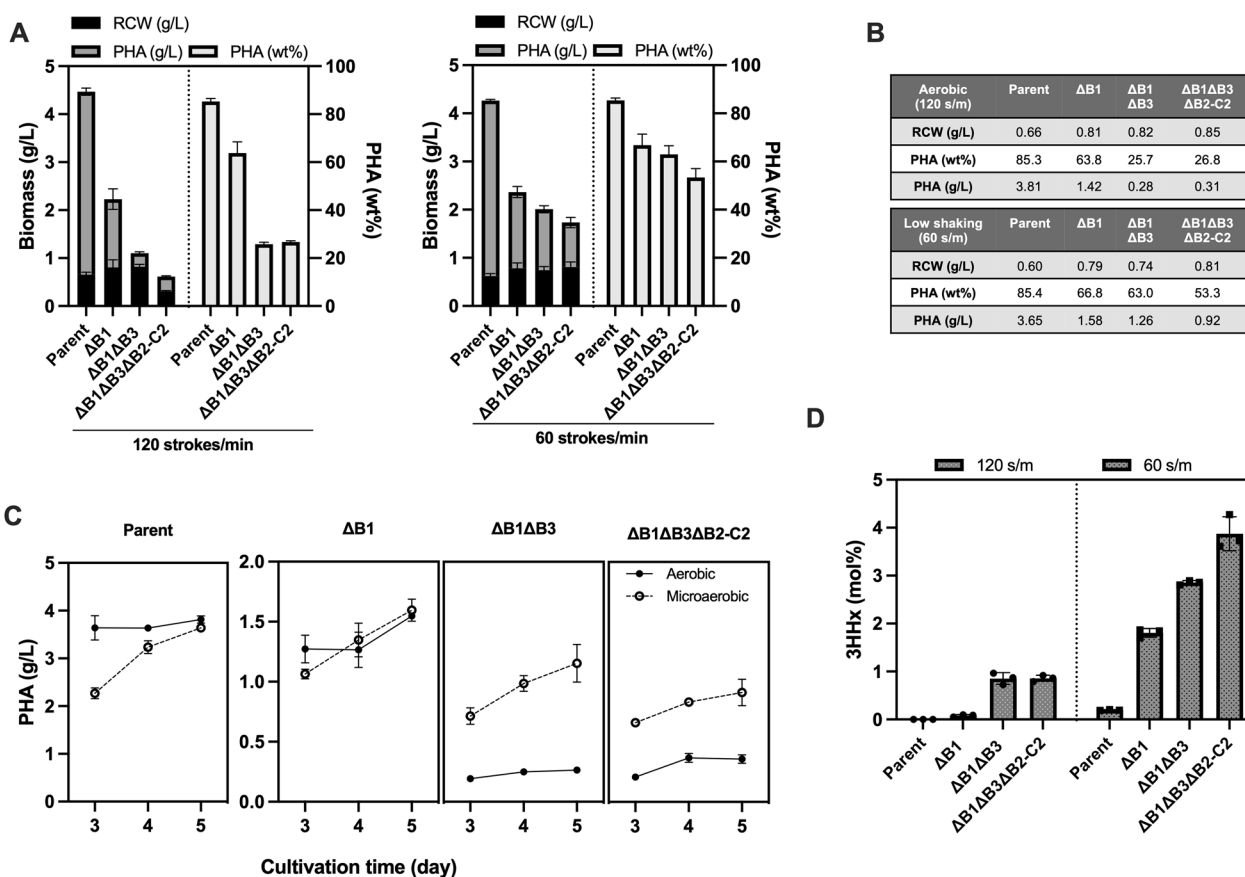 A
RCW (g/L)
PHA (g/L) PHA (wt%)
5
4
3
2
1
0
Biomass (g/L)
100
80
60
40
20
0
PHA (wt%)
Parent
ΔB1
ΔB1ΔB3
ΔB1ΔB3ΔB2-C2
Parent
ΔB1
ΔB1ΔB3
ΔB1ΔB3ΔB2-C2
120 strokes/min
RCW (g/L)
PHA (g/L) PHA (wt%)
5
4
3
2
1
0
Biomass (g/L)
100
80
60
40
20
0
PHA (wt%)
Parent
ΔB1
ΔB1ΔB3
ΔB1ΔB3ΔB2-C2
Parent
ΔB1
ΔB1ΔB3
ΔB1ΔB3ΔB2-C2
60 strokes/min
B
Aerobic (120 s/m) Parent ΔB1 ΔB1 ΔB3 ΔB1ΔB3 ΔB2-C2
RCW (g/L) 0.66 0.81 0.82 0.85
PHA (wt%) 85.3 63.8 25.7 26.8
PHA (g/L) 3.81 1.42 0.28 0.31
Low shaking (60 s/m) Parent ΔB1 ΔB1 ΔB3 ΔB1ΔB3 ΔB2-C2
RCW (g/L) 0.60 0.79 0.74 0.81
PHA (wt%) 85.4 66.8 63.0 53.3
PHA (g/L) 3.65 1.58 1.26 0.92
C
Parent
ΔB1
ΔB1ΔB3
ΔB1ΔB3ΔB2-C2
PHA (g/L)
5
4
3
2
1
0
2.0
1.5
1.0
0.5
0.0
Aerobic
Microaerobic
3 4 5
3 4 5
3 4 5
3 4 5
Cultivation time (day)
D
120 s/m 60 s/m
5
4
3
2
1
0
3HHx (mol%)
Parent
ΔB1
ΔB1ΔB3
ΔB1ΔB3ΔB2-C2
Parent
ΔB1
ΔB1ΔB3
ΔB1ΔB3ΔB2-C2